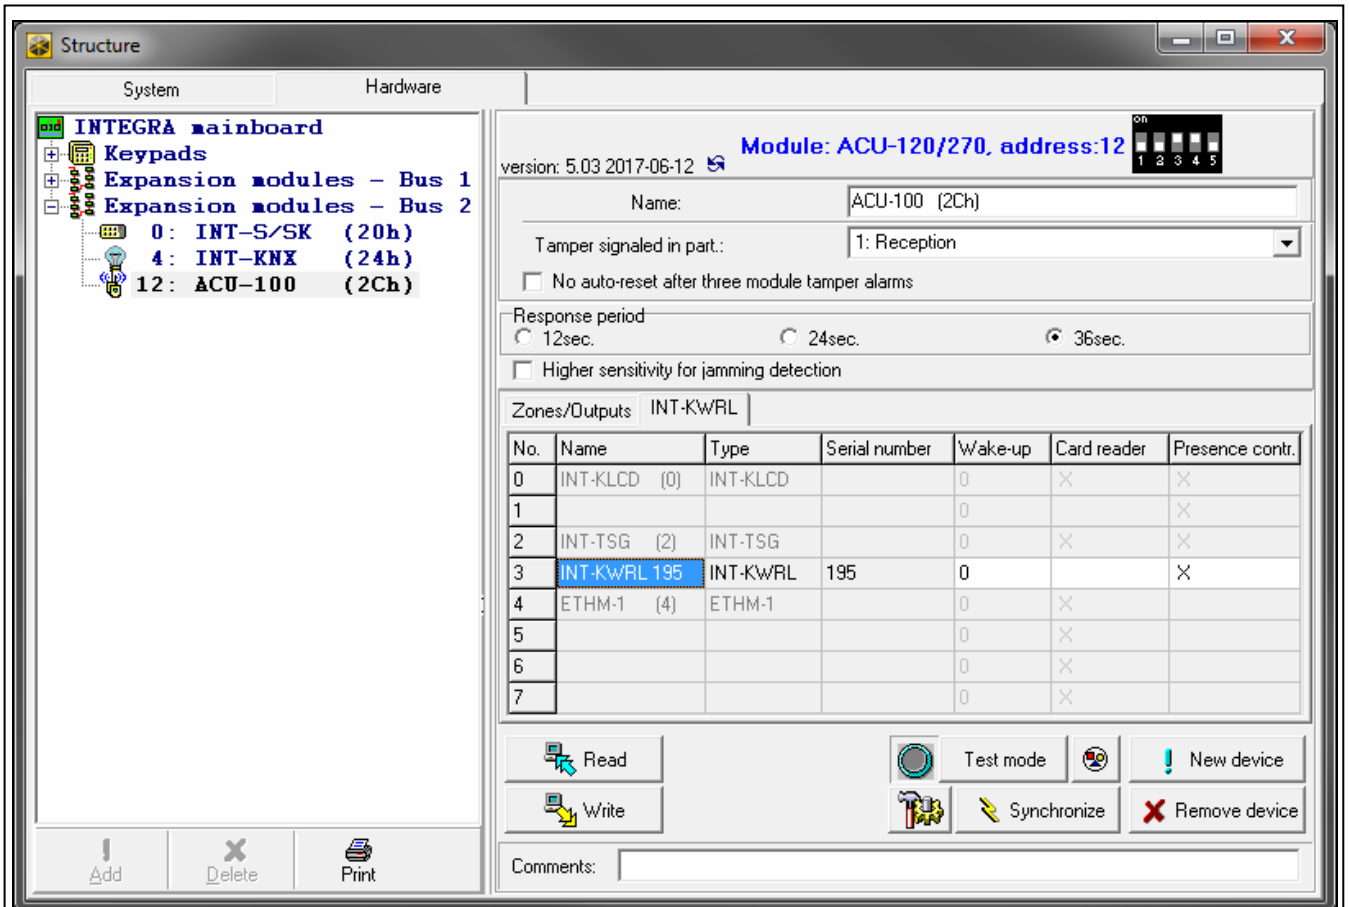 Structure
System Hardware
INTEGRA mainboard
Keypads
Expansion modules - Bus 1
Expansion modules - Bus 2
0: INT-S/SK (20h)
4: INT-KNX (24h)
12: ACU-100 (2Ch)
Add Delete Print
version: 5.03 2017-06-12 Module: ACU-120/270, address:12 on
1 2 3 4 5
Name: ACU-100 (2Ch)
Tamper signaled in part.: 1: Reception
No auto-reset after three module tamper alarms
Response period
12sec. 24sec. 36sec.
Higher sensitivity for jamming detection
Zones/Outputs INT-KWRL
No. Name Type Serial number Wake-up Card reader Presence contr.
0 INT-KLCD (0) INT-KLCD 0 X X
1 0 X
2 INT-TSG (2) INT-TSG 0 X X
3 INT-KWRL 195 INT-KWRL 195 0 X
4 ETHM-1 (4) ETHM-1 0 X
5 0 X
6 0 X
7 0 X
Read Test mode New device
Write Synchronize Remove device
Comments: